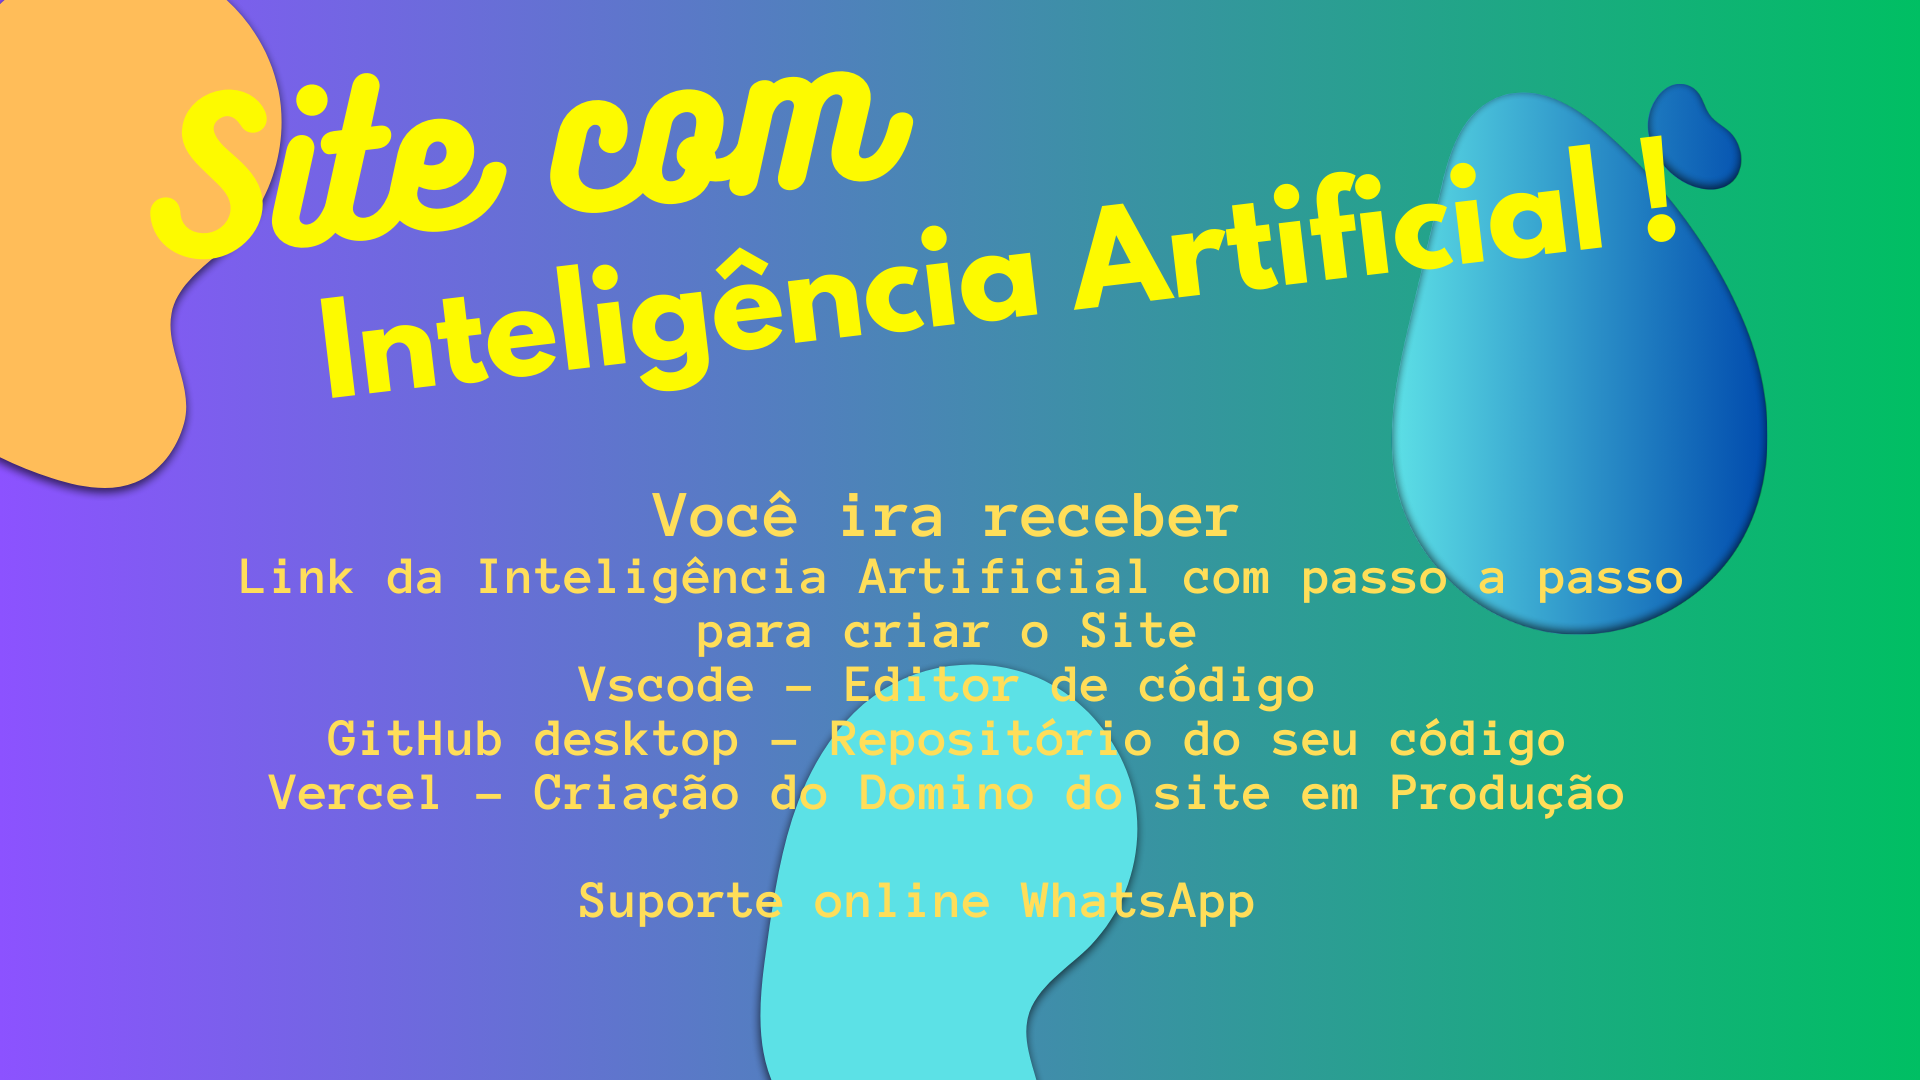 Site com
Inteligência Artificial !
Você ira receber
Link da Inteligência Artificial com passo a passo
para criar o Site
Vscode - Editor de código
GitHub desktop - Repositório do seu código
Vercel - Criação do Domino do site em Produção
Suporte online WhatsApp